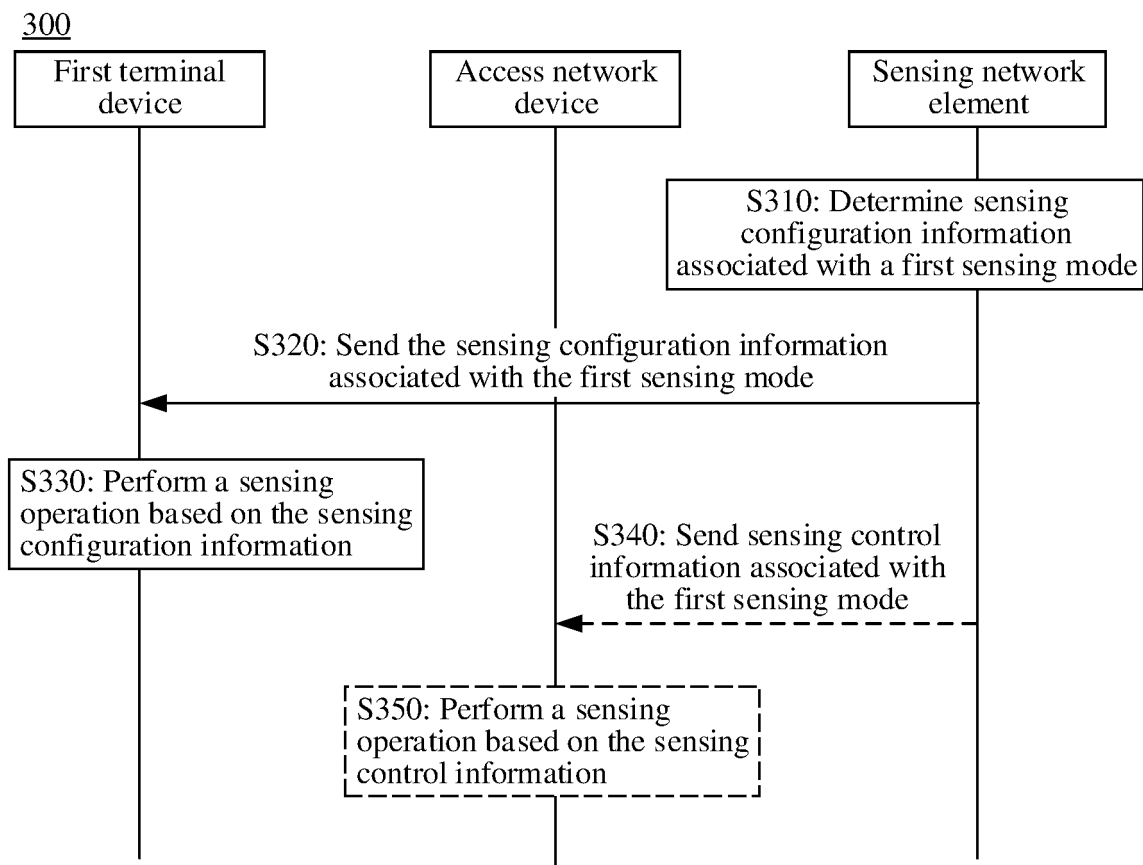 300
First terminal
device
Access network
device
Sensing network
element
S310: Determine sensing
configuration information
associated with a first sensing mode
S320: Send the sensing configuration information
associated with the first sensing mode
S330: Perform a sensing
operation based on the sensing
configuration information
S340: Send sensing control
information associated with
the first sensing mode
S350: Perform a sensing
operation based on the sensing
control information